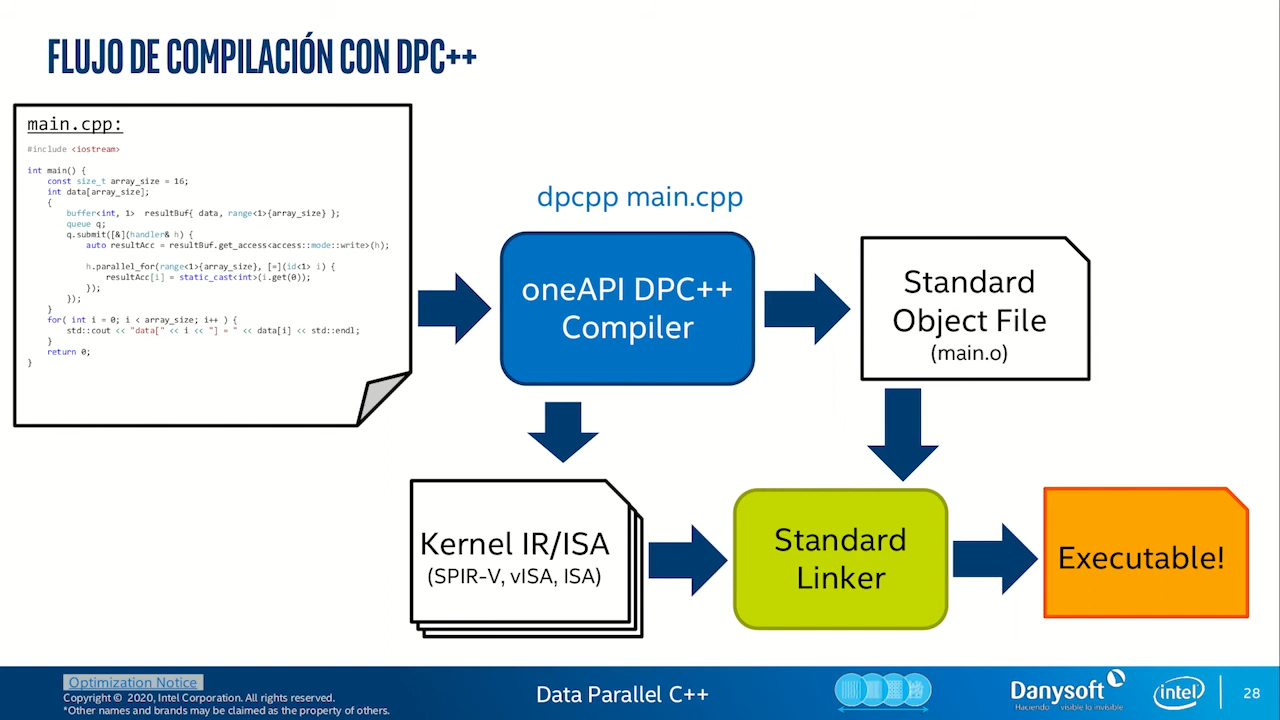 FLUJO DE COMPILACIÓN CON DPC++
main.cpp:
#include <iostream>
int main() {
const size_t array_size = 16;
int data[array_size];
{
buffer<int, 1> resultBuf{ data, range<1>{array_size} };
queue q;
q.submit([&](handler& h) {
auto resultAcc = resultBuf.get_access<access::mode::write>(h);
h.parallel_for(range<1>{array_size}, [=](id<1> i) {
resultAcc[i] = static_cast<int>(i.get(0));
});
});
}
for( int i = 0; i < array_size; i++ ) {
std::cout << "data[" << i << "] = " << data[i] << std::endl;
}
return 0;
}
dpcpp main.cpp
oneAPI DPC++
Compiler
Standard
Object File
(main.o)
Kernel IR/ISA
(SPIR-V, vISA, ISA)
Standard
Linker
Executable!
Optimization Notice
Copyright © 2020, Intel Corporation. All rights reserved.
*Other names and brands may be claimed as the property of others.
Data Parallel C++
Danysoft
Haciendo visible lo invisible
intel
28